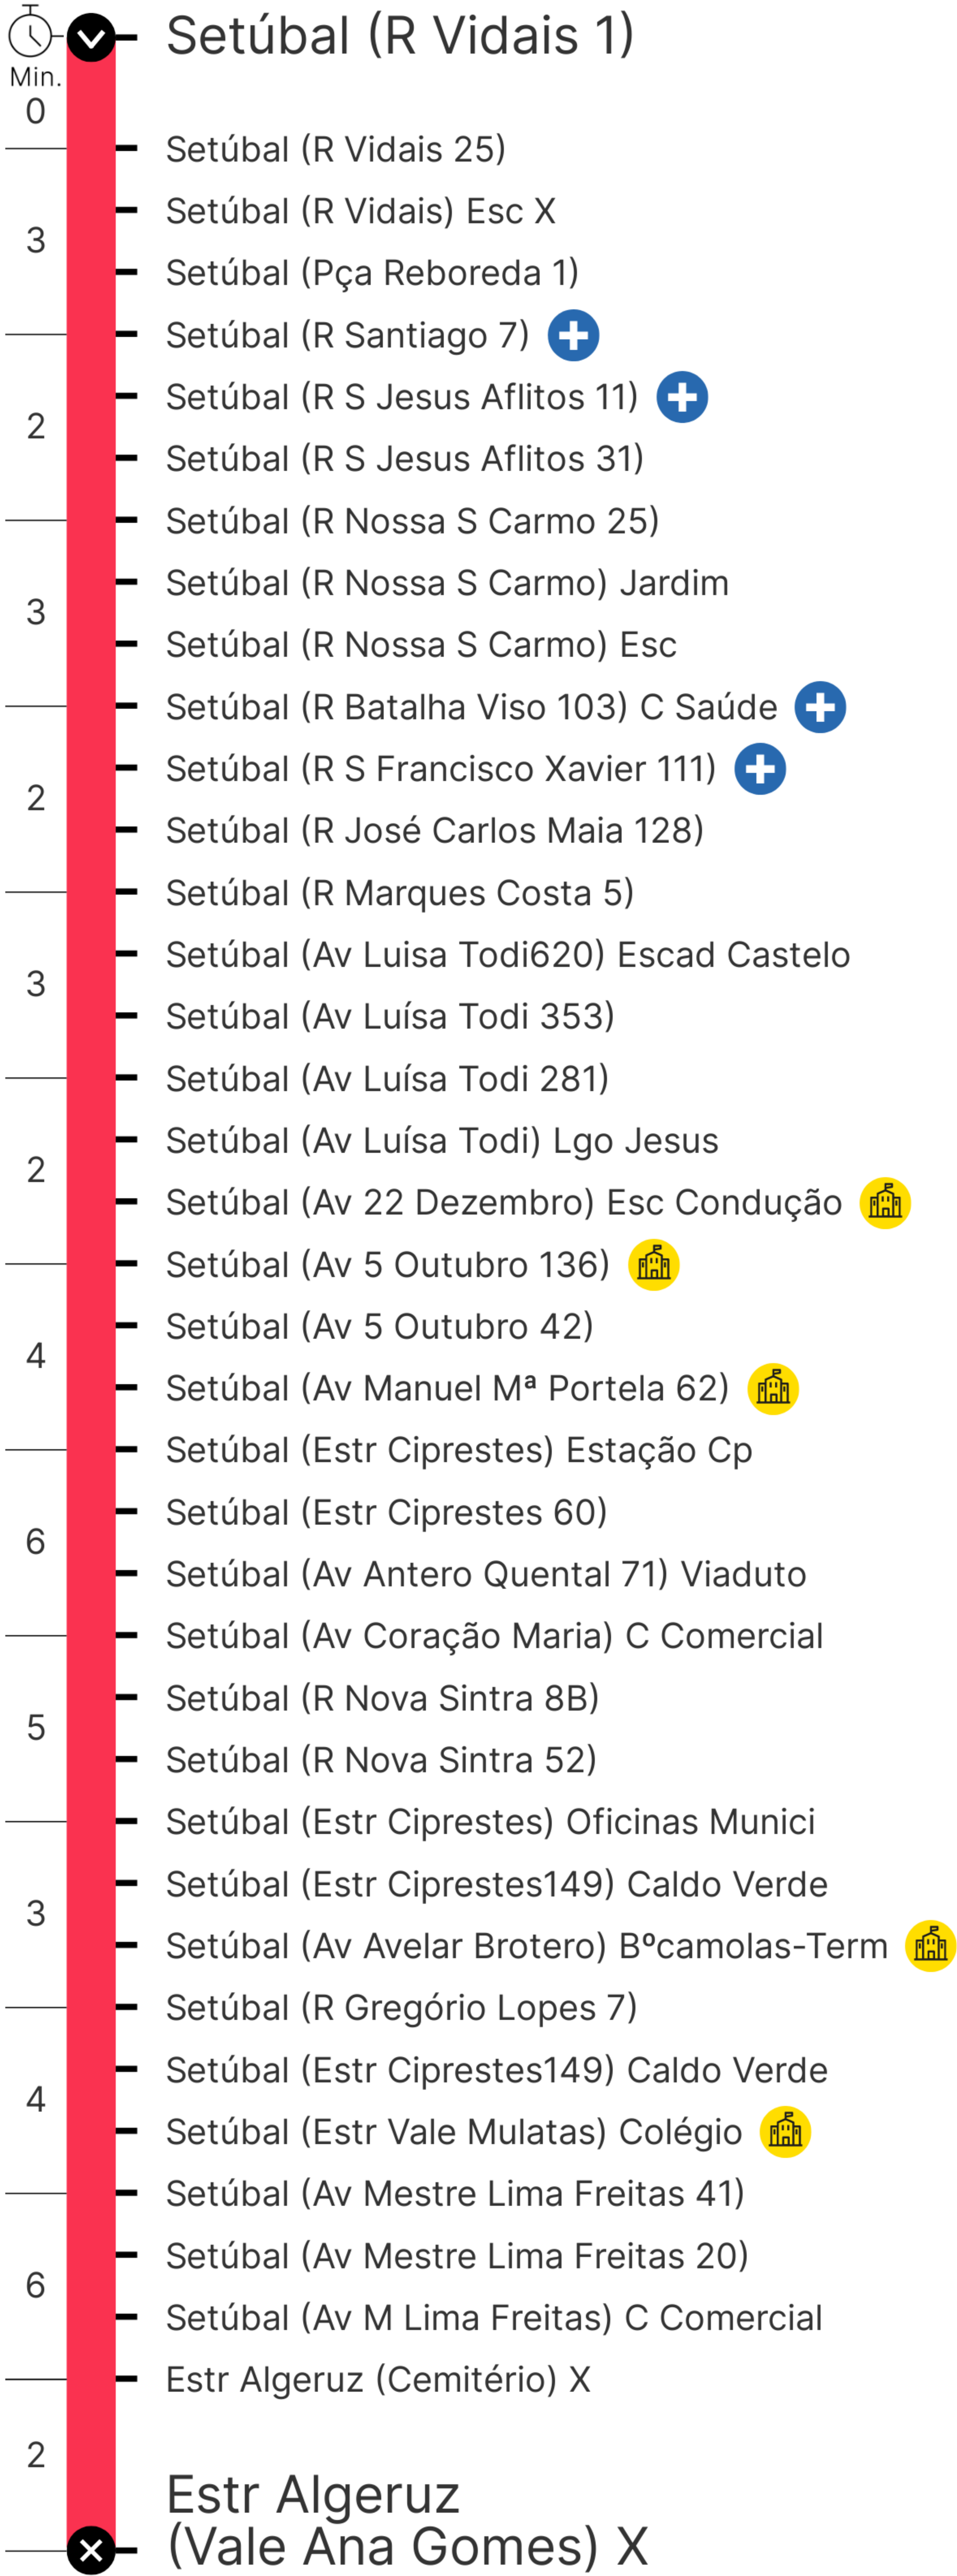 Setúbal (R Vidais 1)
Min.
0
Setúbal (R Vidais 25)
Setúbal (R Vidais) Esc X
3
Setúbal (Pça Reboreda 1)
Setúbal (R Santiago 7)
Setúbal (R S Jesus Aflitos 11)
2
Setúbal (R S Jesus Aflitos 31)
Setúbal (R Nossa S Carmo 25)
Setúbal (R Nossa S Carmo) Jardim
3
Setúbal (R Nossa S Carmo) Esc
Setúbal (R Batalha Viso 103) C Saúde
Setúbal (R S Francisco Xavier 111)
2
Setúbal (R José Carlos Maia 128)
Setúbal (R Marques Costa 5)
Setúbal (Av Luisa Todi620) Escad Castelo
3
Setúbal (Av Luísa Todi 353)
Setúbal (Av Luísa Todi 281)
Setúbal (Av Luísa Todi) Lgo Jesus
2
Setúbal (Av 22 Dezembro) Esc Condução
Setúbal (Av 5 Outubro 136)
Setúbal (Av 5 Outubro 42)
4
Setúbal (Av Manuel Mª Portela 62)
Setúbal (Estr Ciprestes) Estação Cp
Setúbal (Estr Ciprestes 60)
6
Setúbal (Av Antero Quental 71) Viaduto
Setúbal (Av Coração Maria) C Comercial
Setúbal (R Nova Sintra 8B)
5
Setúbal (R Nova Sintra 52)
Setúbal (Estr Ciprestes) Oficinas Munici
Setúbal (Estr Ciprestes149) Caldo Verde
3
Setúbal (Av Avelar Brotero) Bºcamolas-Term
Setúbal (R Gregório Lopes 7)
Setúbal (Estr Ciprestes149) Caldo Verde
4
Setúbal (Estr Vale Mulatas) Colégio
Setúbal (Av Mestre Lima Freitas 41)
Setúbal (Av Mestre Lima Freitas 20)
6
Setúbal (Av M Lima Freitas) C Comercial
Estr Algeruz (Cemitério) X
2
Estr Algeruz
(Vale Ana Gomes) X